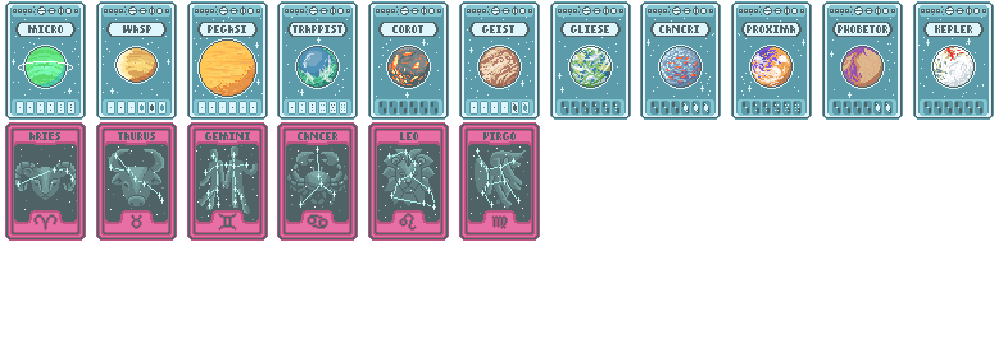 MICRO WASP PEGASI TRAPPIST COROT GEIST GLIESE CANCRI PROXIMA PHOBETOR KEPLER
ARIES TAURUS GEMINI CANCER LEO VIRGO